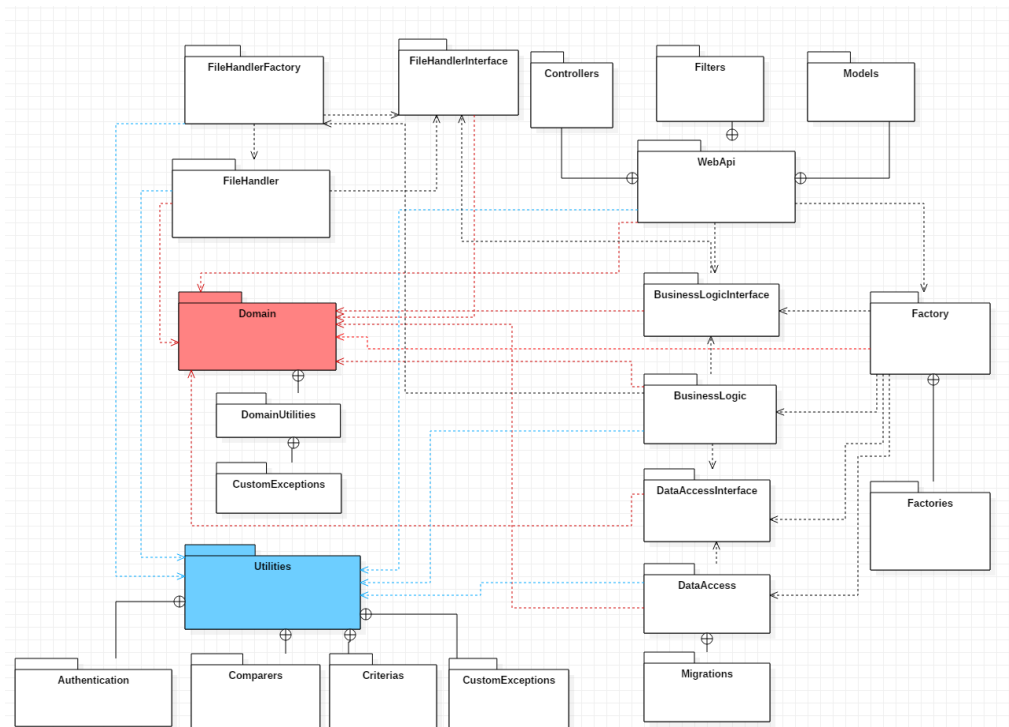 FileHandlerFactory
FileHandlerInterface
Controllers
Filters
Models
WebApi
FileHandler
BusinessLogicInterface
Domain
Factory
BusinessLogic
DomainUtilities
CustomExceptions
DataAccessInterface
Factories
Utilities
DataAccess
Authentication
Comparers
Criterias
CustomExceptions
Migrations